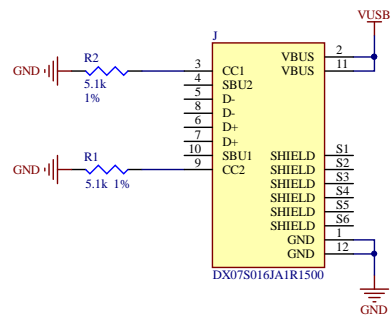 VUSB
J
R2
GND
5.1k
1%
3 CC1
4 SBU2
5 D-
8 D-
6 D+
7 D+
10 SBU1
9 CC2
R1
GND
5.1k 1%
VBUS 2
VBUS 11
SHIELD S1
SHIELD S2
SHIELD S3
SHIELD S4
SHIELD S5
SHIELD S6
GND 1
GND 12
DX07S016JA1R1500
GND